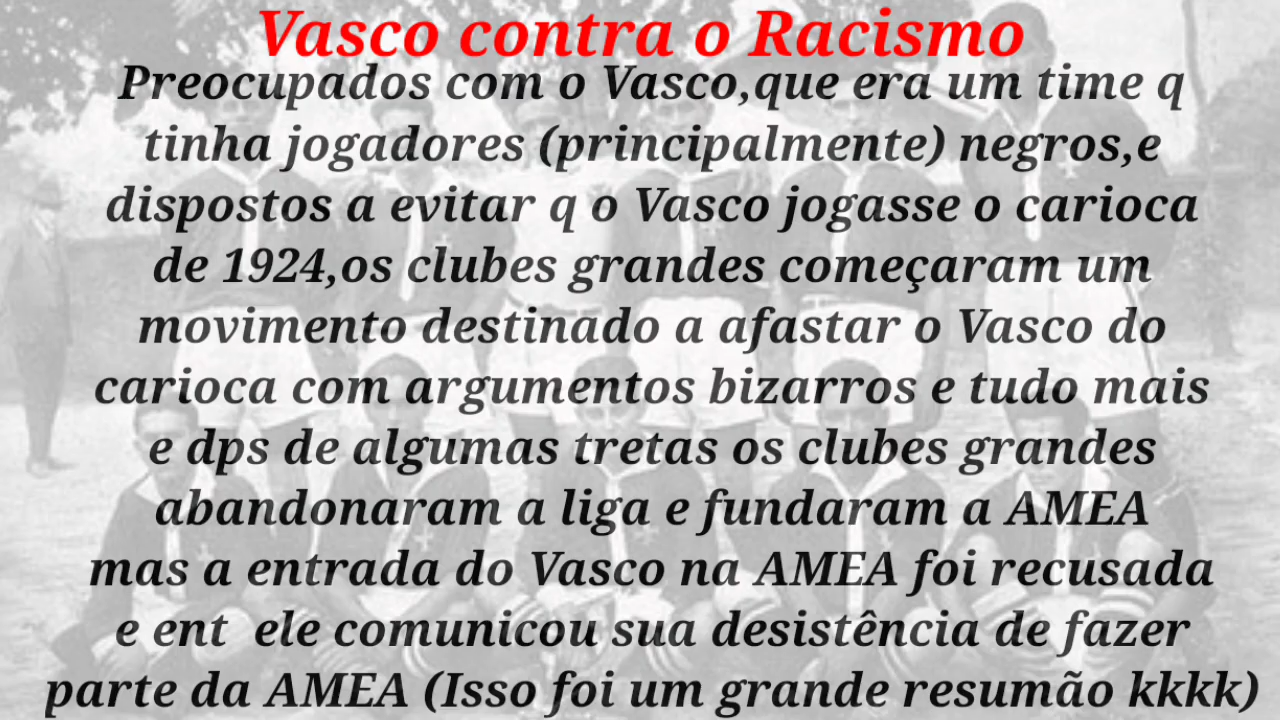 Vasco contra o Racismo
Preocupados com o Vasco,que era um time q
tinha jogadores (principalmente) negros,e
dispostos a evitar q o Vasco jogasse o carioca
de 1924,os clubes grandes começaram um
movimento destinado a afastar o Vasco do
carioca com argumentos bizarros e tudo mais
e dps de algumas tretas os clubes grandes
abandonaram a liga e fundaram a AMEA
mas a entrada do Vasco na AMEA foi recusada
e ent  ele comunicou sua desistência de fazer
parte da AMEA (Isso foi um grande resumão kkkk)